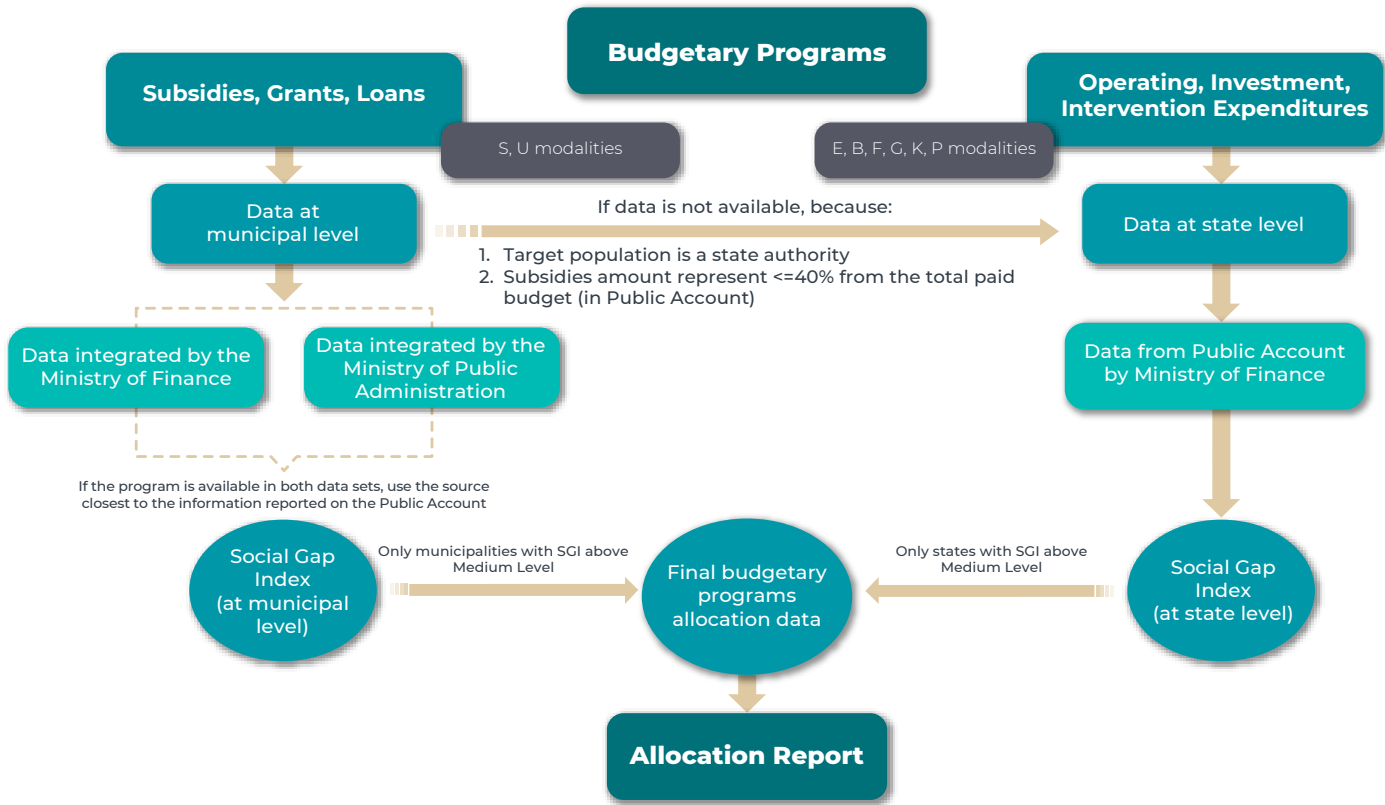 Budgetary Programs
Subsidies, Grants, Loans
Operating, Investment,
Intervention Expenditures
S, U modalities
E, B, F, G, K, P modalities
Data at
municipal level
If data is not available, because:
1. Target population is a state authority
2. Subsidies amount represent <=40% from the total paid
budget (in Public Account)
Data at state level
Data integrated by the
Ministry of Finance
Data integrated by the
Ministry of Public
Administration
Data from Public Account
by Ministry of Finance
If the program is available in both data sets, use the source
closest to the information reported on the Public Account
Social Gap
Index
(at municipal
level)
Only municipalities with SGI above
Medium Level
Final budgetary
programs
allocation data
Only states with SGI above
Medium Level
Social Gap
Index
(at state level)
Allocation Report